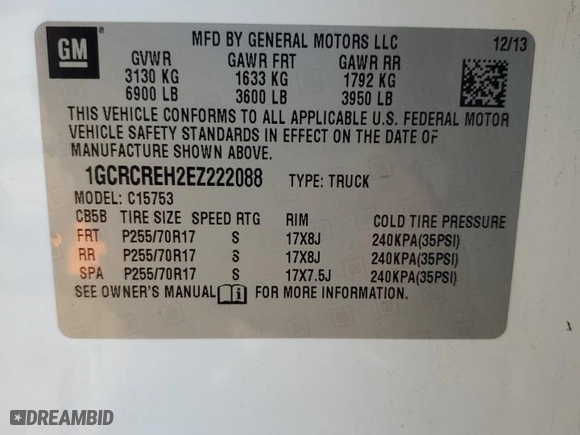 GM
MFD BY GENERAL MOTORS LLC 12/13
GVWR GAWR FRT GAWR RR
3130 KG 1633 KG 1792 KG
6900 LB 3600 LB 3950 LB
THIS VEHICLE CONFORMS TO ALL APPLICABLE U.S. FEDERAL MOTOR
VEHICLE SAFETY STANDARDS IN EFFECT ON THE DATE OF
MANUFACTURE SHOWN ABOVE.
1GCRCREH2EZ222088 TYPE: TRUCK
MODEL: C15753
CB5B TIRE SIZE SPEED RTG RIM COLD TIRE PRESSURE
FRT P255/70R17 S 17X8J 240KPA(35PSI)
RR P255/70R17 S 17X8J 240KPA(35PSI)
SPA P255/70R17 S 17X7.5J 240KPA(35PSI)
SEE OWNER'S MANUAL FOR MORE INFORMATION.
DREAMBID